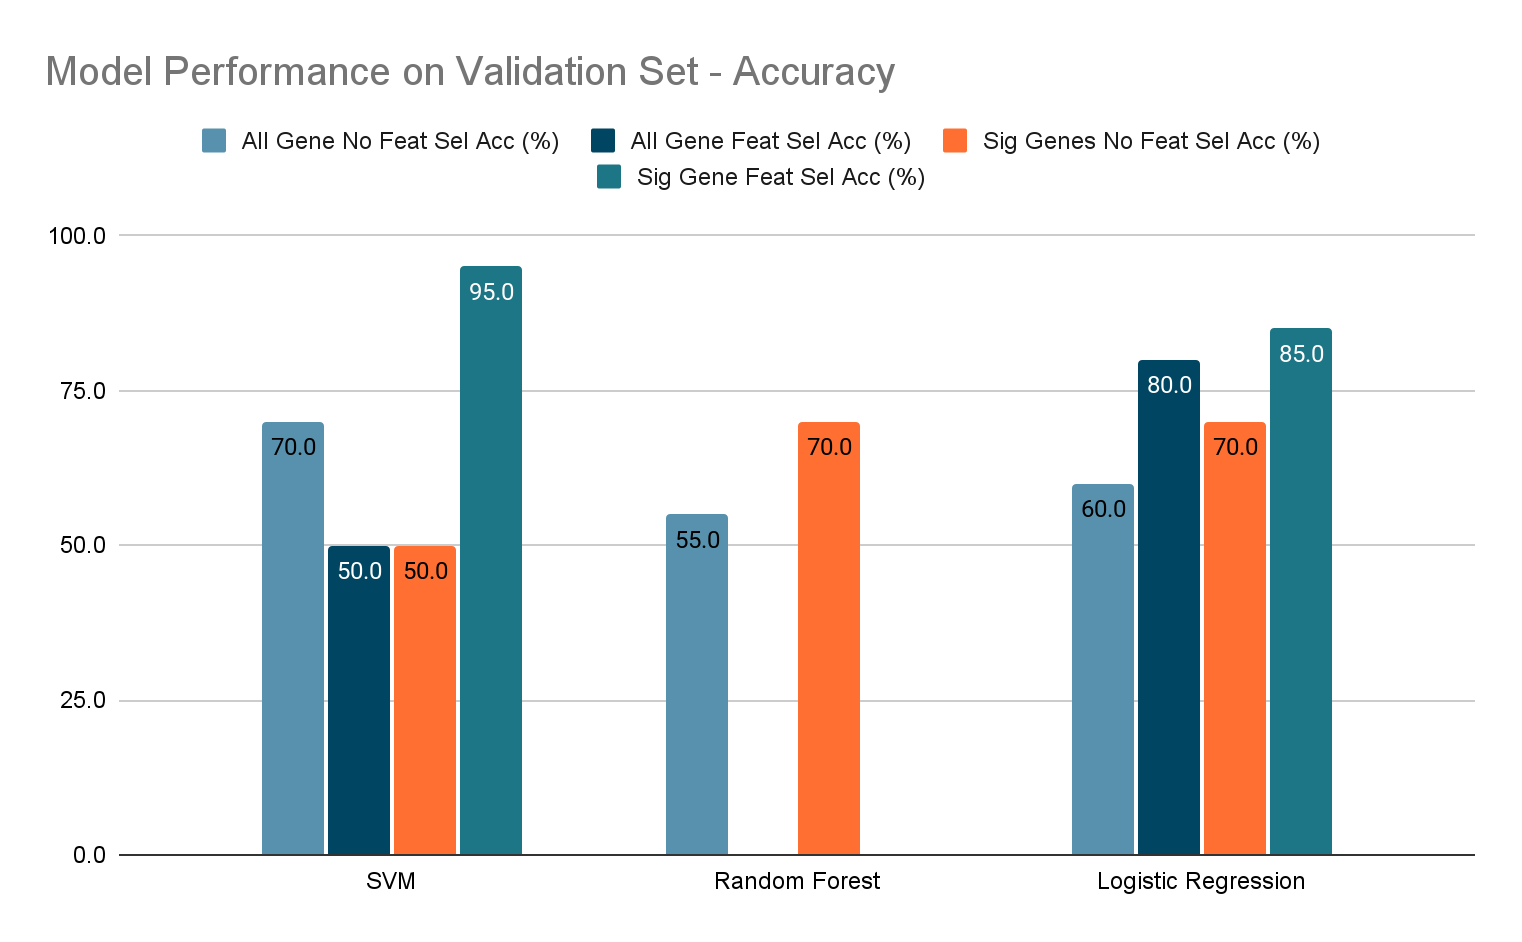 Model Performance on Validation Set - Accuracy
All Gene No Feat Sel Acc (%) All Gene Feat Sel Acc (%) Sig Genes No Feat Sel Acc (%)
Sig Gene Feat Sel Acc (%)
100.0
95.0
85.0
80.0
75.0
70.0 70.0 70.0
60.0
55.0
50.0
50.0 50.0
25.0
0.0
SVM Random Forest Logistic Regression